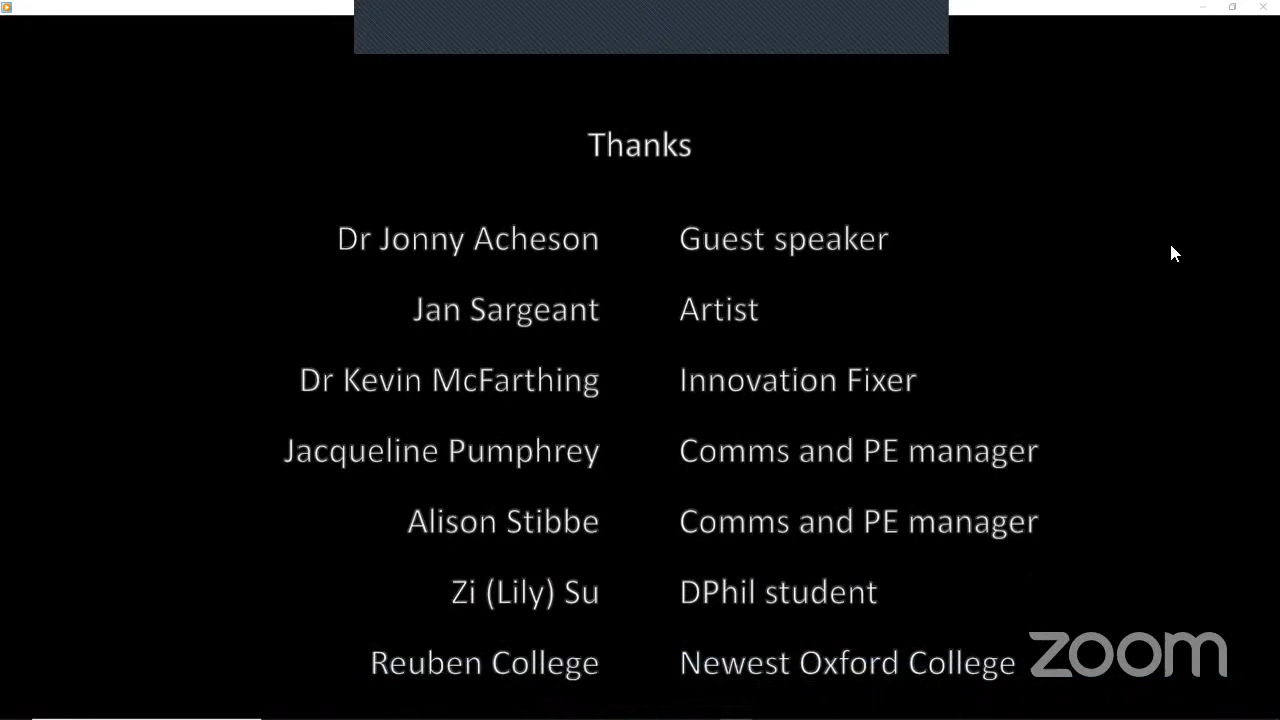 Thanks
Dr Jonny Acheson Guest speaker
Jan Sargeant Artist
Dr Kevin McFarthing Innovation Fixer
Jacqueline Pumphrey Comms and PE manager
Alison Stibbe Comms and PE manager
Zi (Lily) Su DPhil student
Reuben College Newest Oxford College
zoom